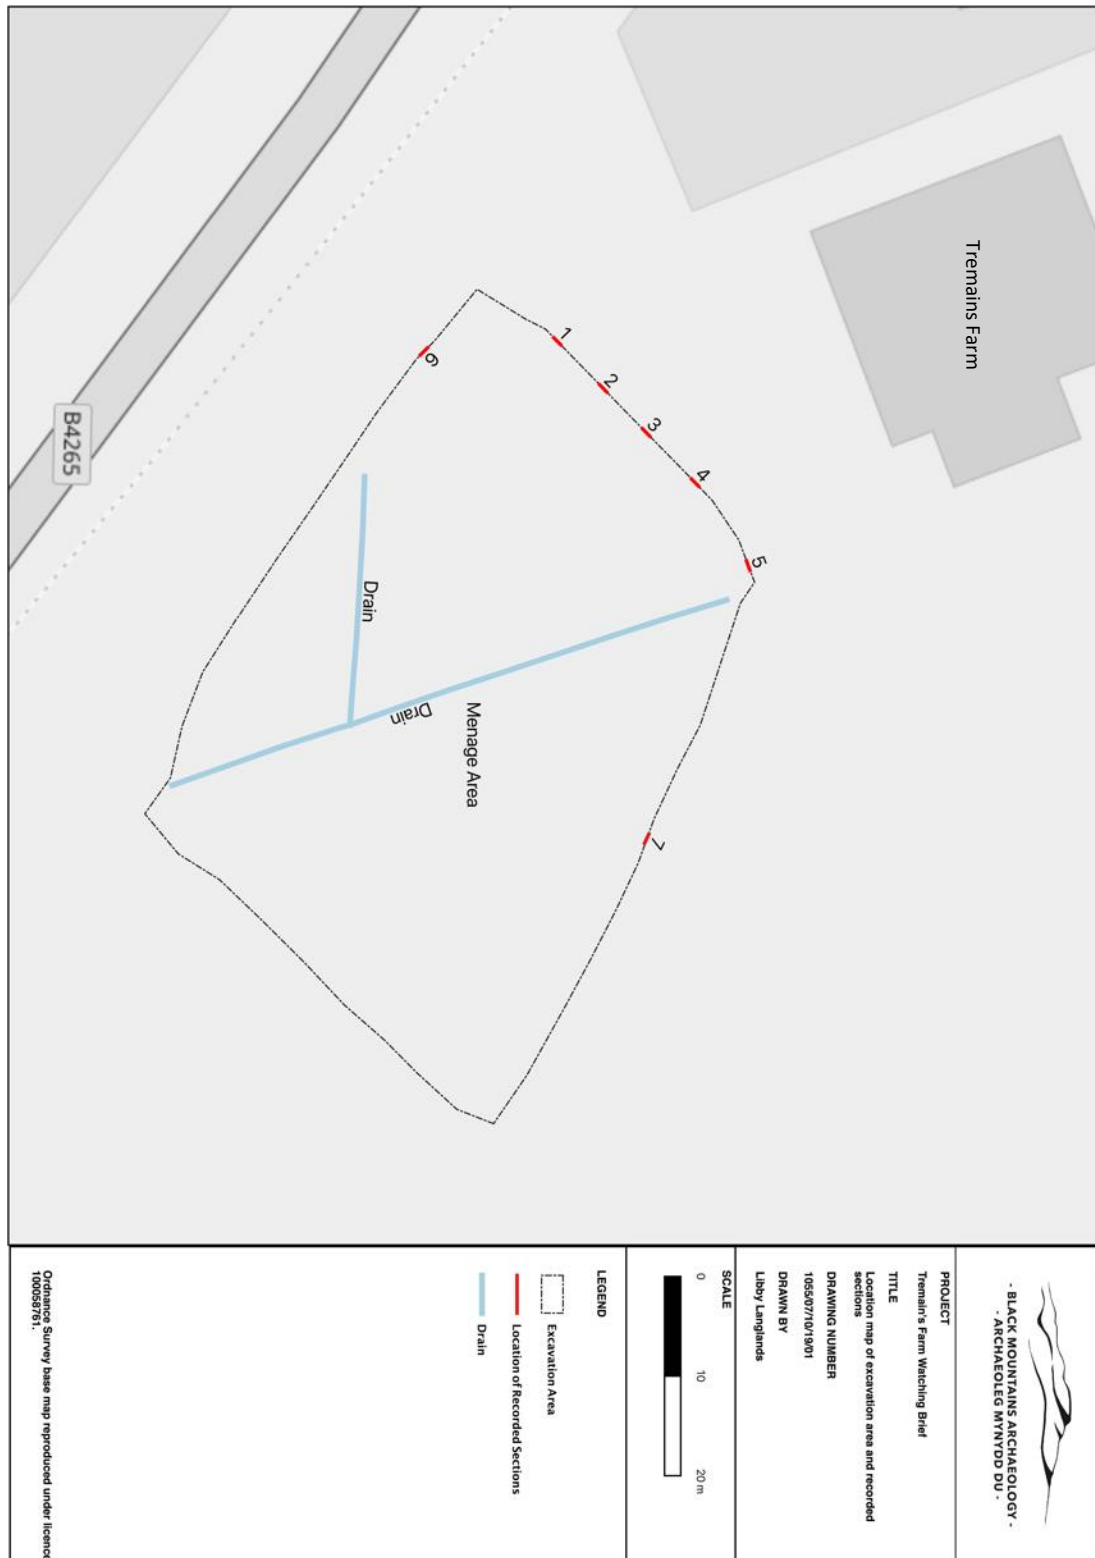 Tremains Farm
B4265
1
2
3
4
5
6
7
Drain
Drain
Menage Area
- BLACK MOUNTAINS ARCHAEOLOGY -
- ARCHAEOLEG MYNYDD DU -
PROJECT
Tremain's Farm Watching Brief
TITLE
Location map of excavation area and recorded
sections
DRAWING NUMBER
1055/07/10/19/01
DRAWN BY
Libby Langlands
SCALE
0 10 20 m
LEGEND
Excavation Area
Location of Recorded Sections
Drain
Ordnance Survey base map reproduced under licence
100058761.